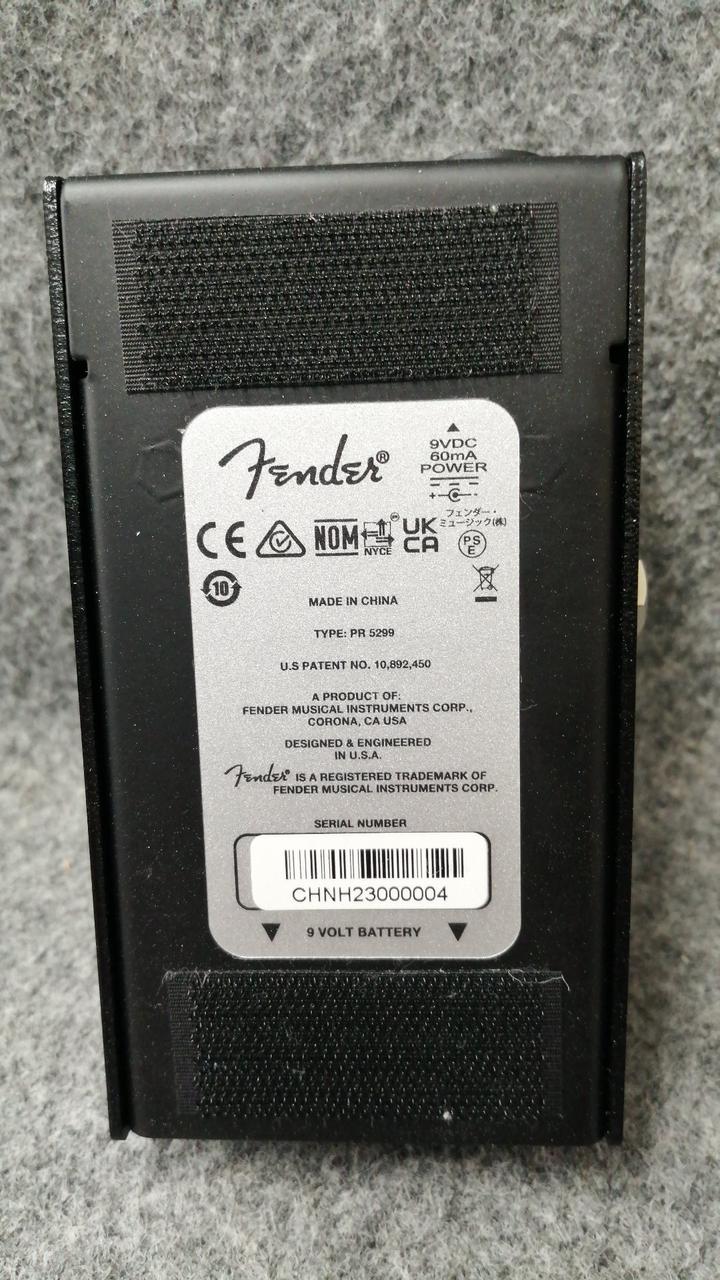 Fender®
9VDC
60mA
POWER
フェンダー・
ミュージック(株)
CE
NOM
NYCE
UK
CA
PS
E
10
MADE IN CHINA
TYPE: PR 5299
U.S PATENT NO. 10,892,450
A PRODUCT OF:
FENDER MUSICAL INSTRUMENTS CORP.,
CORONA, CA USA
DESIGNED & ENGINEERED
IN U.S.A.
Fender® IS A REGISTERED TRADEMARK OF
FENDER MUSICAL INSTRUMENTS CORP.
SERIAL NUMBER
CHNH23000004
9 VOLT BATTERY